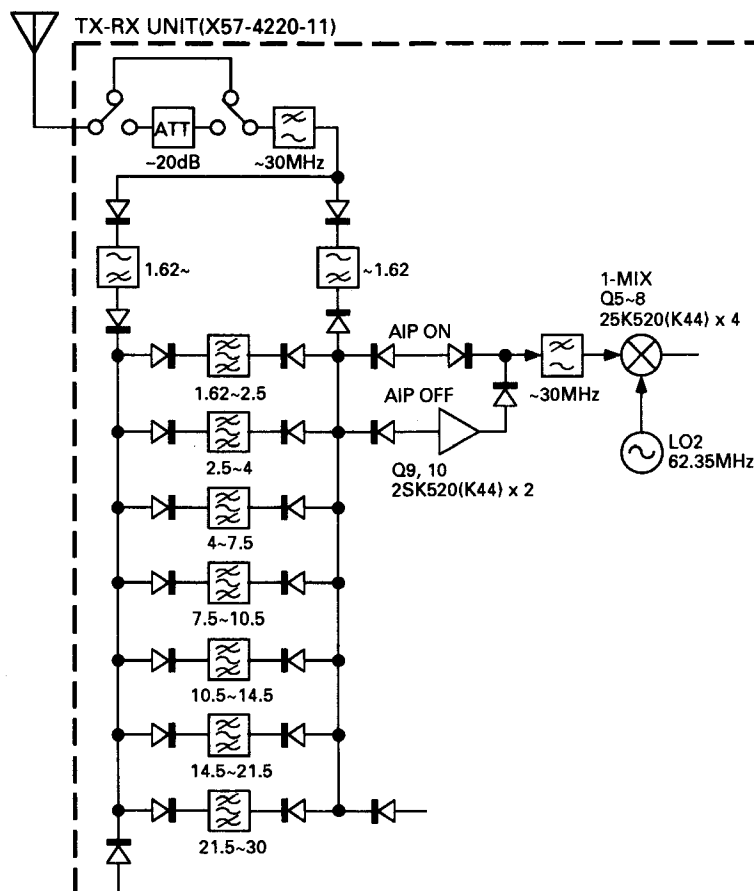 TX-RX UNIT(X57-4220-11)
ATT
~20dB
~30MHz
1.62~
~1.62
1-MIX
Q5~8
25K520(K44) x 4
AIP ON
1.62~2.5
AIP OFF
~30MHz
2.5~4
Q9, 10
2SK520(K44) x 2
LO2
62.35MHz
4~7.5
7.5~10.5
10.5~14.5
14.5~21.5
21.5~30